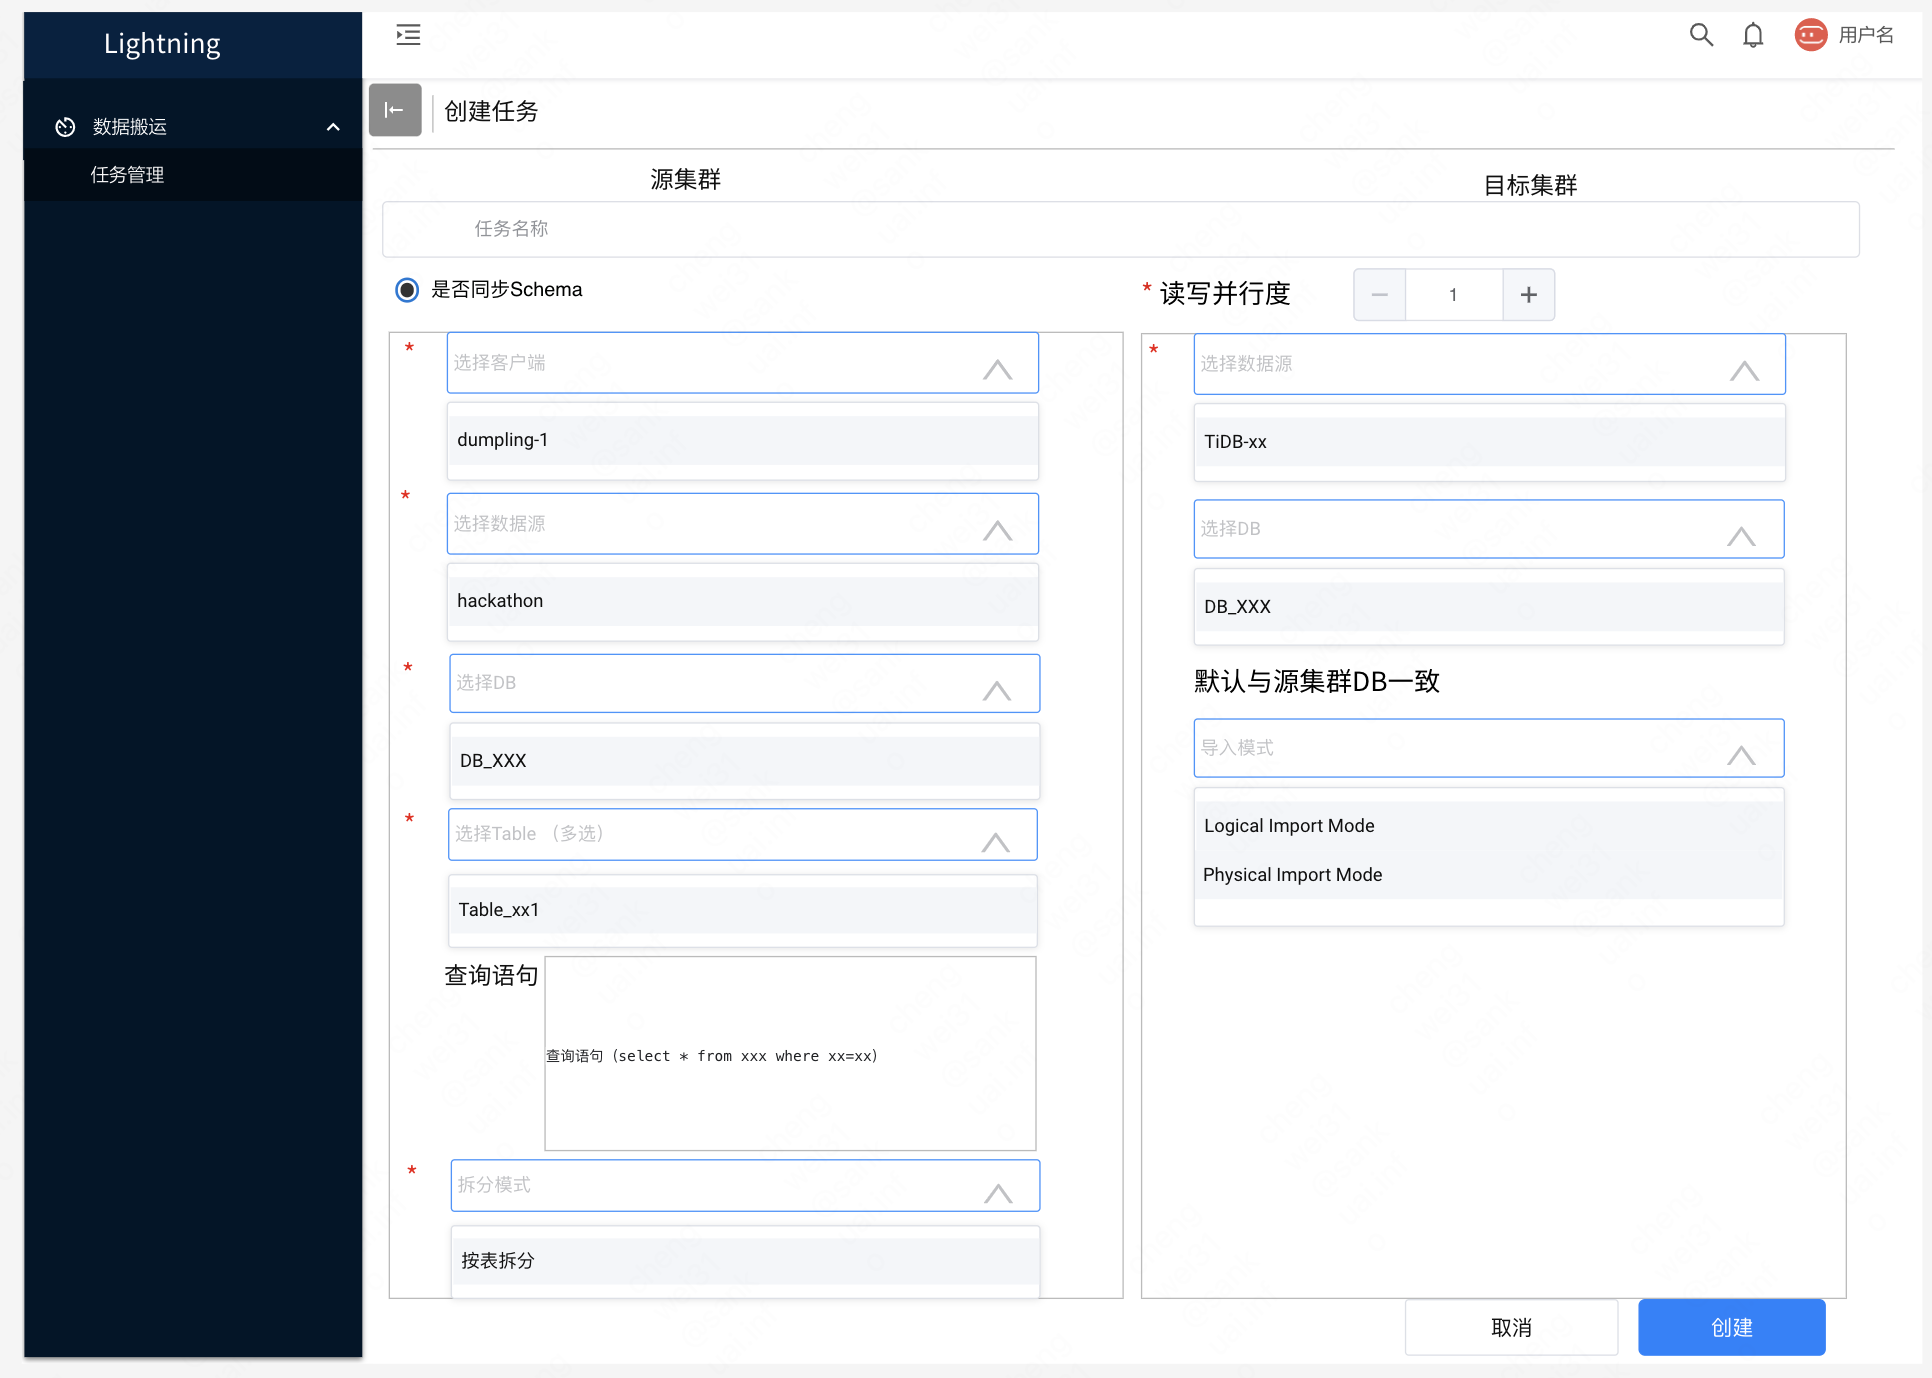 Lightning
用户名
数据搬运
任务管理
创建任务
源集群
目标集群
任务名称
是否同步Schema
* 读写并行度
1
* 选择客户端
dumpling-1
* 选择数据源
hackathon
* 选择DB
DB_XXX
* 选择Table （多选）
Table_xx1
查询语句
查询语句（select * from xxx where xx=xx）
* 拆分模式
按表拆分
* 选择数据源
TiDB-xx
选择DB
DB_XXX
默认与源集群DB一致
导入模式
Logical Import Mode
Physical Import Mode
取消
创建